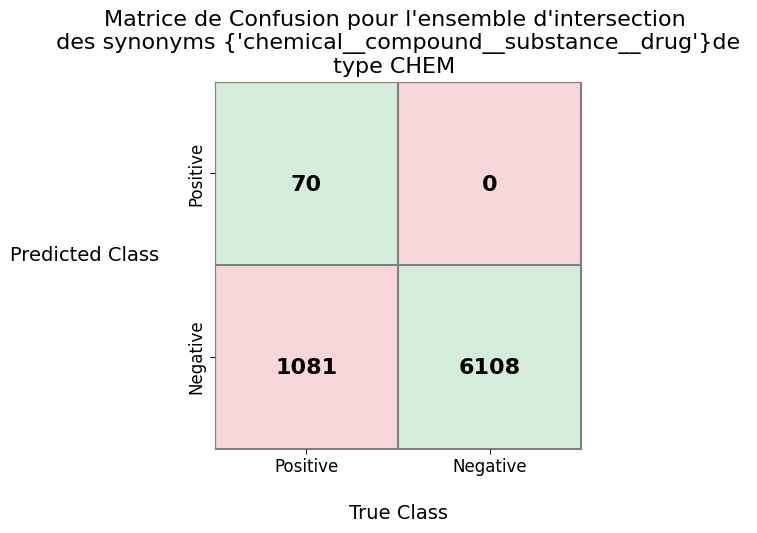 Matrice de Confusion pour l'ensemble d'intersection
des synonyms {'chemical__compound__substance__drug'}de
type CHEM
Positive
70
0
Predicted Class
Negative
1081
6108
Positive
Negative
True Class